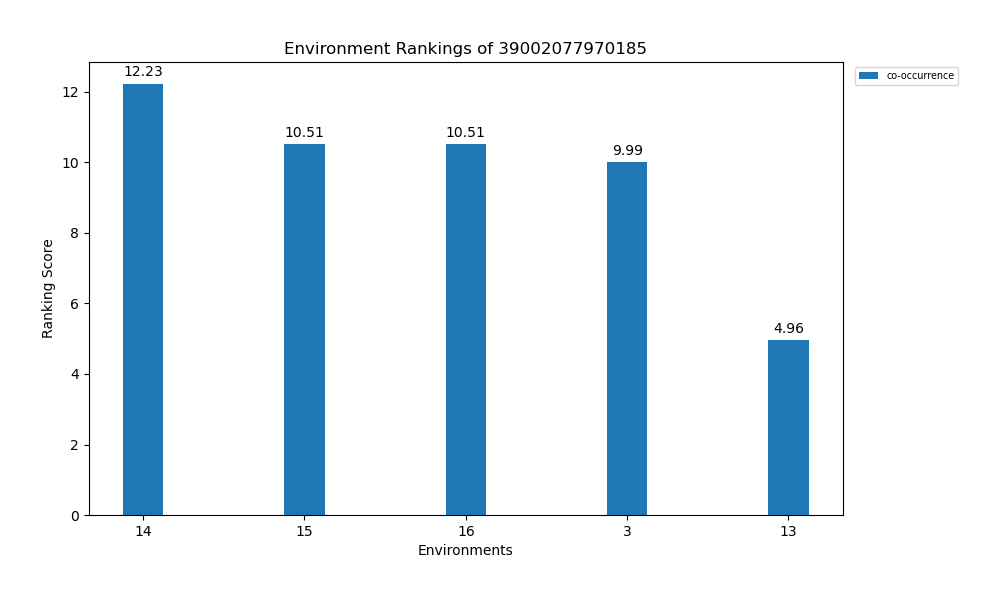 Environment Rankings of 39002077970185
co-occurrence
12.23
10.51
10.51
9.99
4.96
12
10
8
6
4
2
0
Ranking Score
14 15 16 3 13
Environments